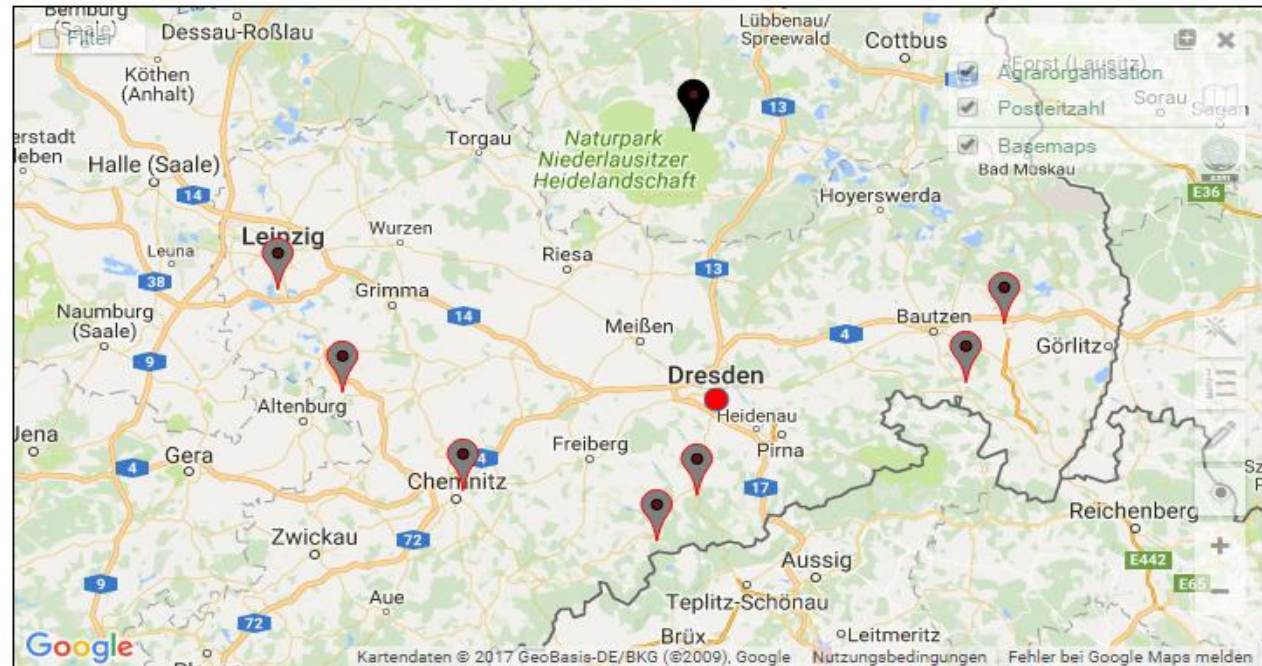 Bernburg
(Saale)
Filter
Dessau-Roßlau
Lübbenau/
Spreewald
Cottbus
Forst (Lausitz)
Köthen
(Anhalt)
Agrarorganisation
Postleitzahl
Basemaps
Sorau
Sagan
13
Torgau
Naturpark
Niederlausitzer
Heidelandschaft
erstadt
leben
Halle (Saale)
Bad Muskau
14
E36
Hoyerswerda
Leipzig
Wurzen
Leuna
Riesa
13
38
Grimma
14
Naumburg
(Saale)
Meißen
4
Bautzen
Görlitz
9
4
Dresden
Altenburg
Heidenau
Jena
Gera
4
Freiberg
Pirna
4
Chemnitz
17
Reichenberg
Zwickau
72
Aussig
E442
9
E65
Aue
Teplitz-Schönau
72
Brüx
Leitmeritz
Google
Kartendaten © 2017 GeoBasis-DE/BKG (©2009), Google Nutzungsbedingungen Fehler bei Google Maps melden